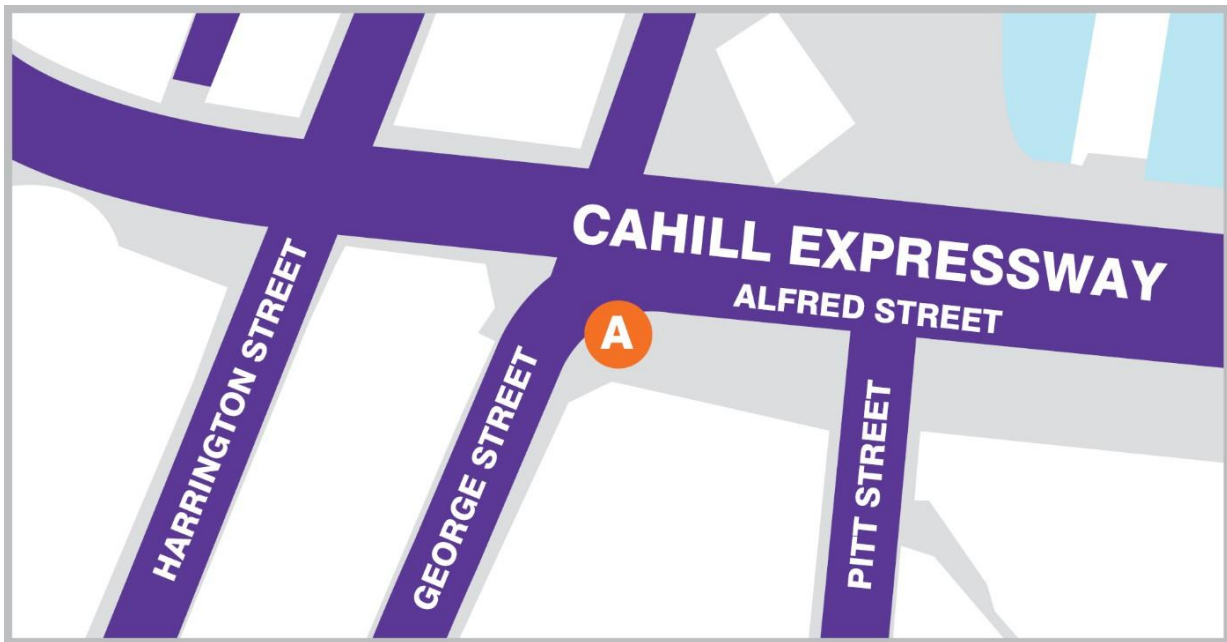 CAHILL EXPRESSWAY
ALFRED STREET
A
HARRINGTON STREET
GEORGE STREET
PITT STREET